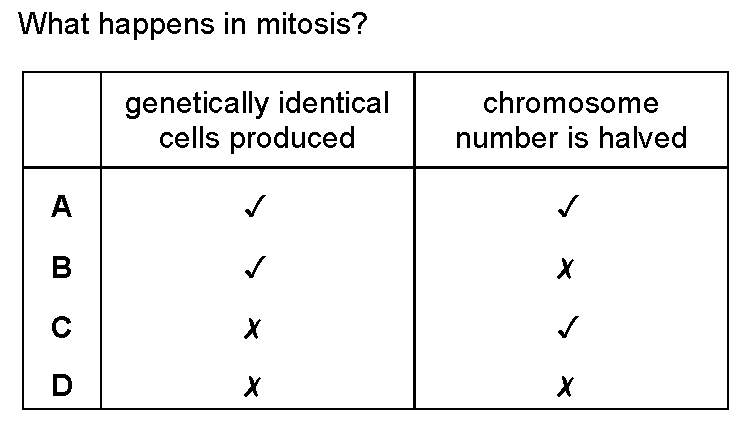 What happens in mitosis?
genetically identical cells produced chromosome number is halved
A ✓ ✓
B ✓ ✗
C ✗ ✓
D ✗ ✗